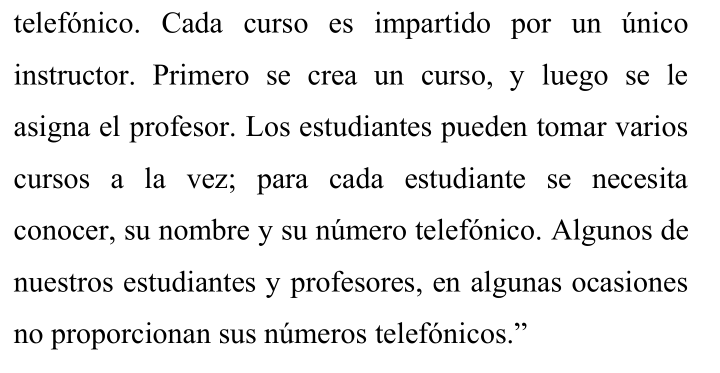 telefónico. Cada curso es impartido por un único
instructor. Primero se crea un curso, y luego se le
asigna el profesor. Los estudiantes pueden tomar varios
cursos a la vez; para cada estudiante se necesita
conocer, su nombre y su número telefónico. Algunos de
nuestros estudiantes y profesores, en algunas ocasiones
no proporcionan sus números telefónicos.”